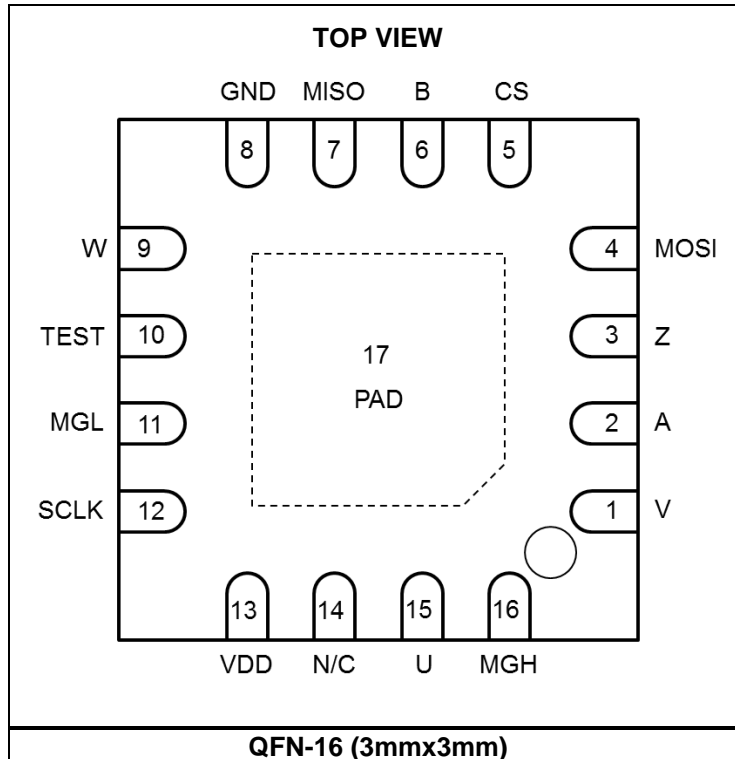 TOP VIEW
GND MISO B CS
8 7 6 5
W 9 4 MOSI
TEST 10 3 Z
17
PAD
MGL 11 2 A
SCLK 12 1 V
13 14 15 16
VDD N/C U MGH
QFN-16 (3mmx3mm)